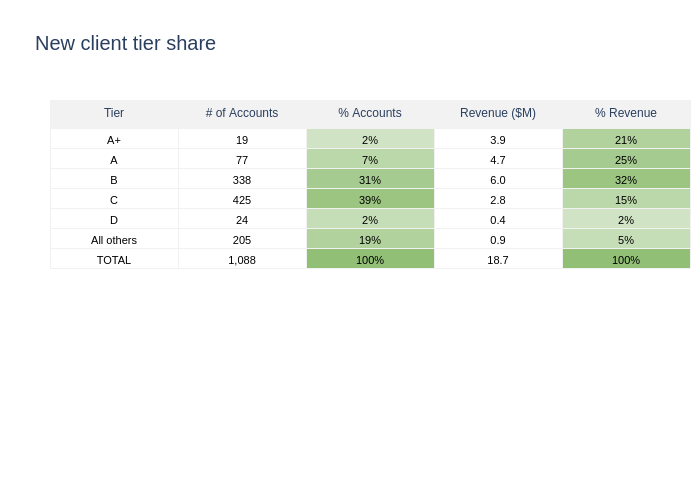 New client tier share
Tier # of Accounts % Accounts Revenue ($M) % Revenue
A+ 19 2% 3.9 21%
A 77 7% 4.7 25%
B 338 31% 6.0 32%
C 425 39% 2.8 15%
D 24 2% 0.4 2%
All others 205 19% 0.9 5%
TOTAL 1,088 100% 18.7 100%